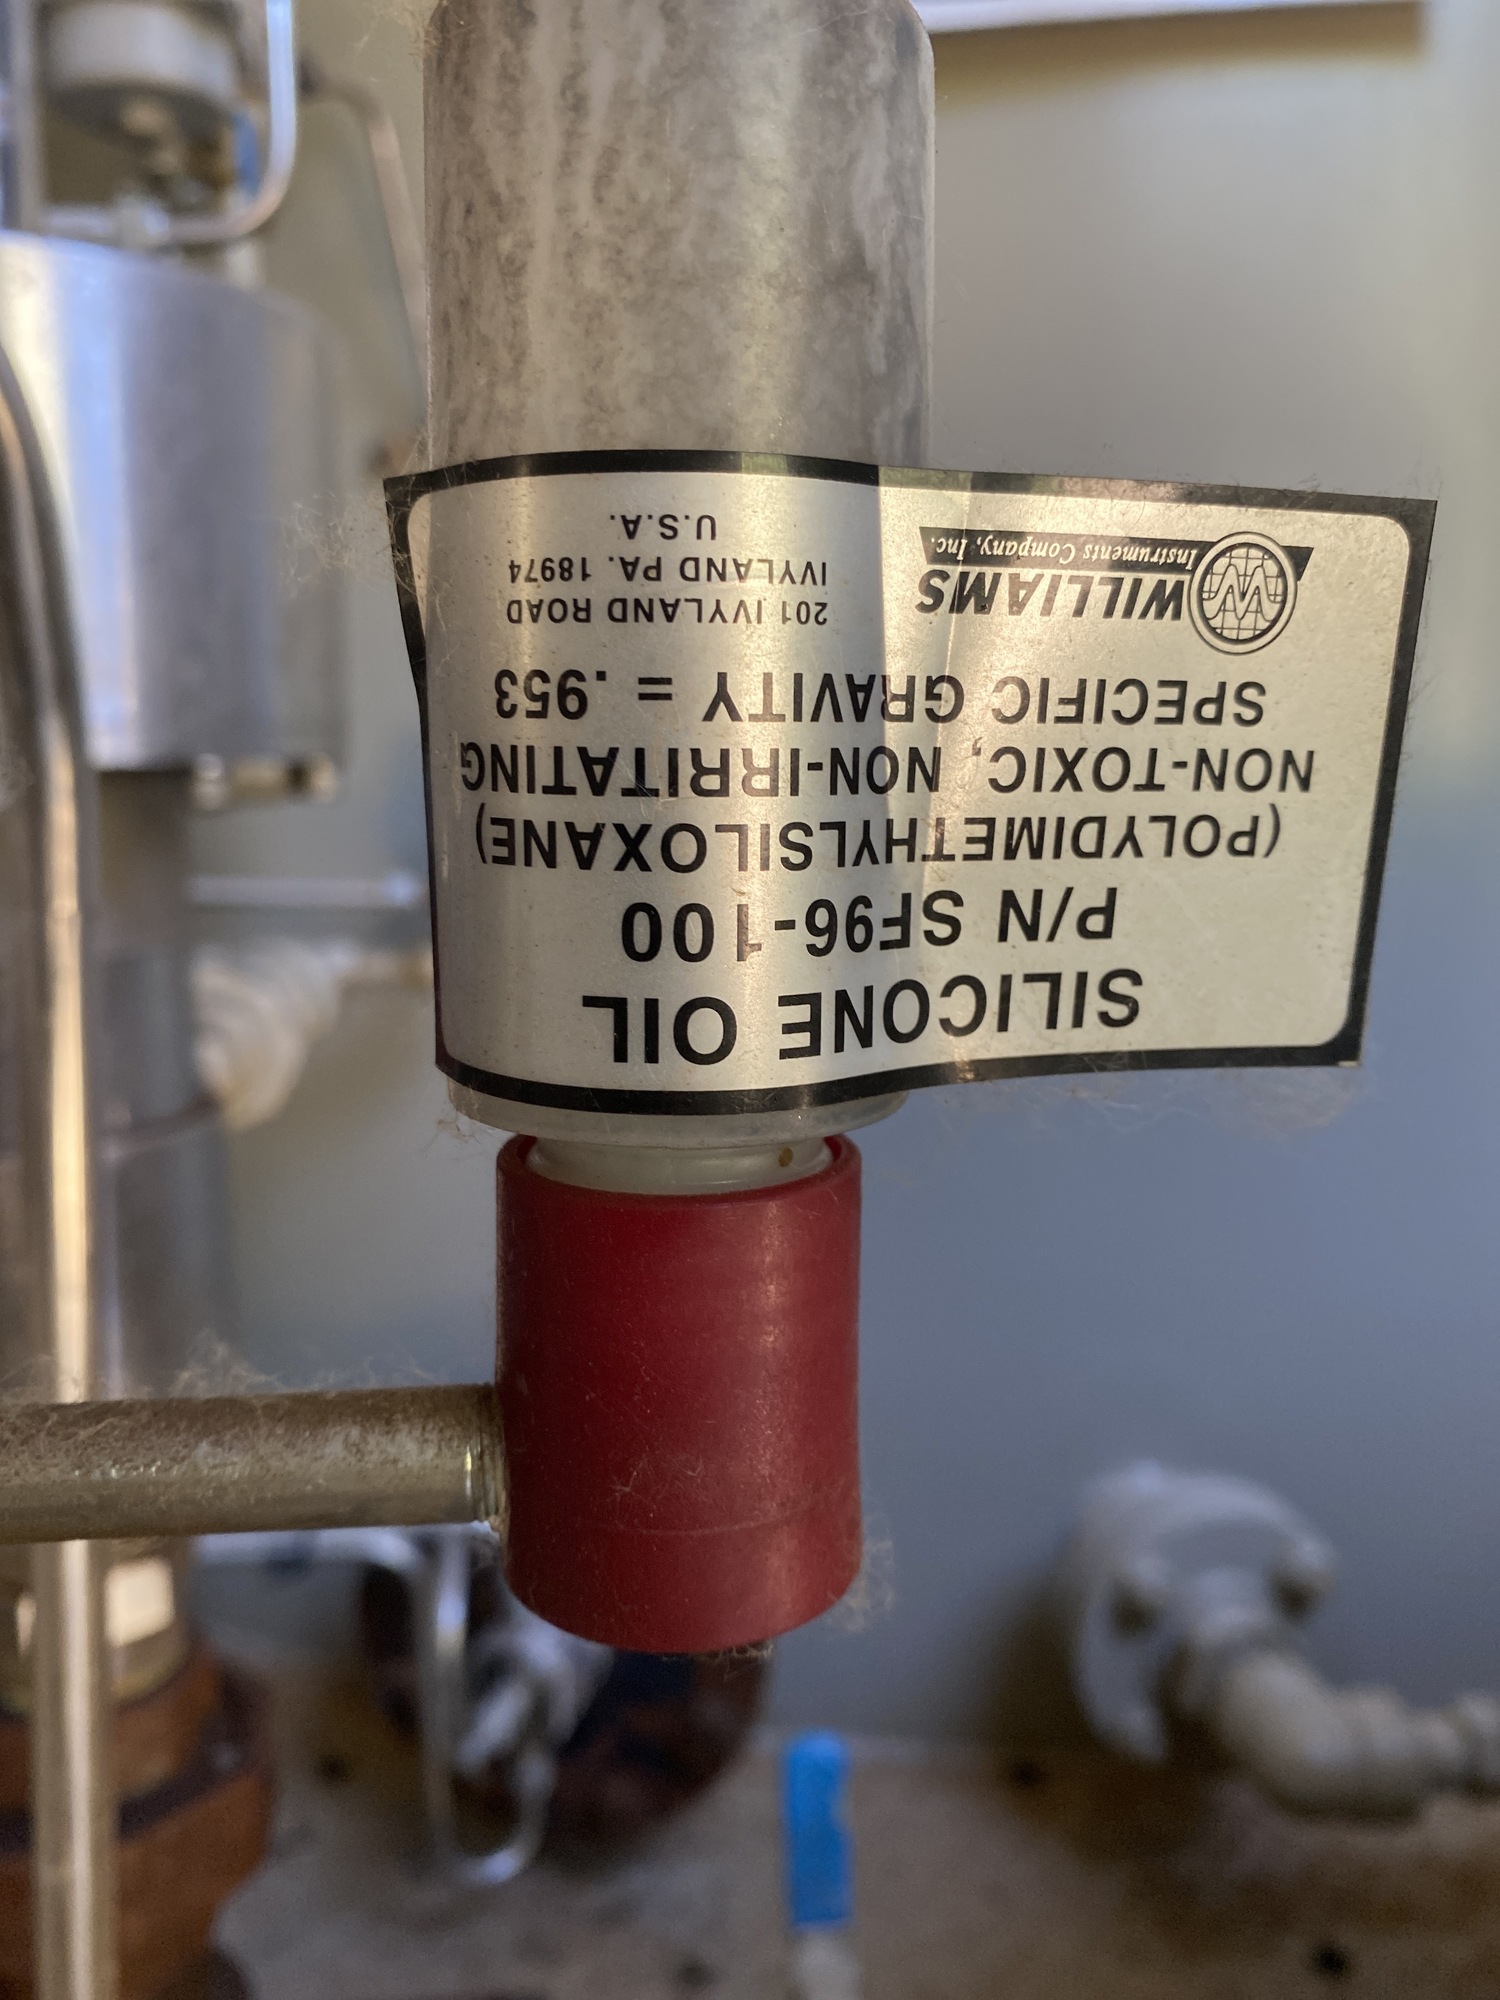 SILICONE OIL
P/N SF96-100
(POLYDIMETHYLSILOXANE)
NON-TOXIC, NON-IRRITATING
SPECIFIC GRAVITY = .953
WILLIAMS
Instruments Company, Inc.
201 IVYLAND ROAD
IVYLAND PA. 18974
U.S.A.